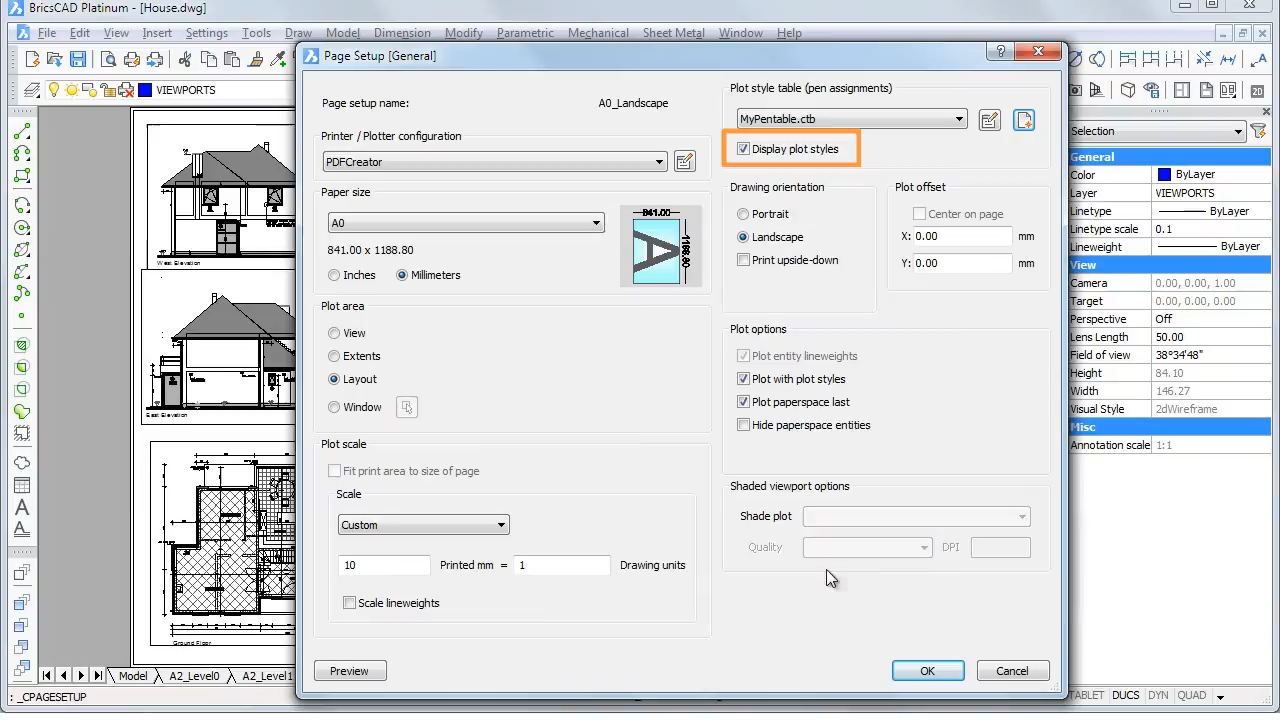 BricsCAD Platinum - [House.dwg]
File Edit View Insert Settings Tools Draw Model Dimension Modify Parametric Mechanical Sheet Metal Window Help
VIEWPORTS
Page Setup [General]
Page setup name: A0_Landscape
Printer / Plotter configuration
PDFCreator
Paper size
A0
841.00 x 1188.80
Inches Millimeters
841.00
1188.80
A
Plot area
View
Extents
Layout
Window
Plot scale
Fit print area to size of page
Scale
Custom
10 Printed mm = 1 Drawing units
Scale lineweights
Plot style table (pen assignments)
MyPentable.ctb
Display plot styles
Drawing orientation
Portrait
Landscape
Print upside-down
Plot offset
Center on page
X: 0.00 mm
Y: 0.00 mm
Plot options
Plot entity lineweights
Plot with plot styles
Plot paperspace last
Hide paperspace entities
Shaded viewport options
Shade plot
Quality DPI
Preview OK Cancel
Selection
General
Color ByLayer
Layer VIEWPORTS
Linetype ByLayer
Linetype scale 0.1
Lineweight ByLayer
View
Camera 0.00, 0.00, 1.00
Target 0.00, 0.00, 0.00
Perspective Off
Lens Length 50.00
Field of view 38°34'48"
Height 84.10
Width 146.27
Visual Style 2dWireframe
Misc
Annotation scale 1:1
West Elevation
East Elevation
Ground Floor
Model A2_Level0 A2_Level1
: _CPAGESETUP
TABLET DUCS DYN QUAD